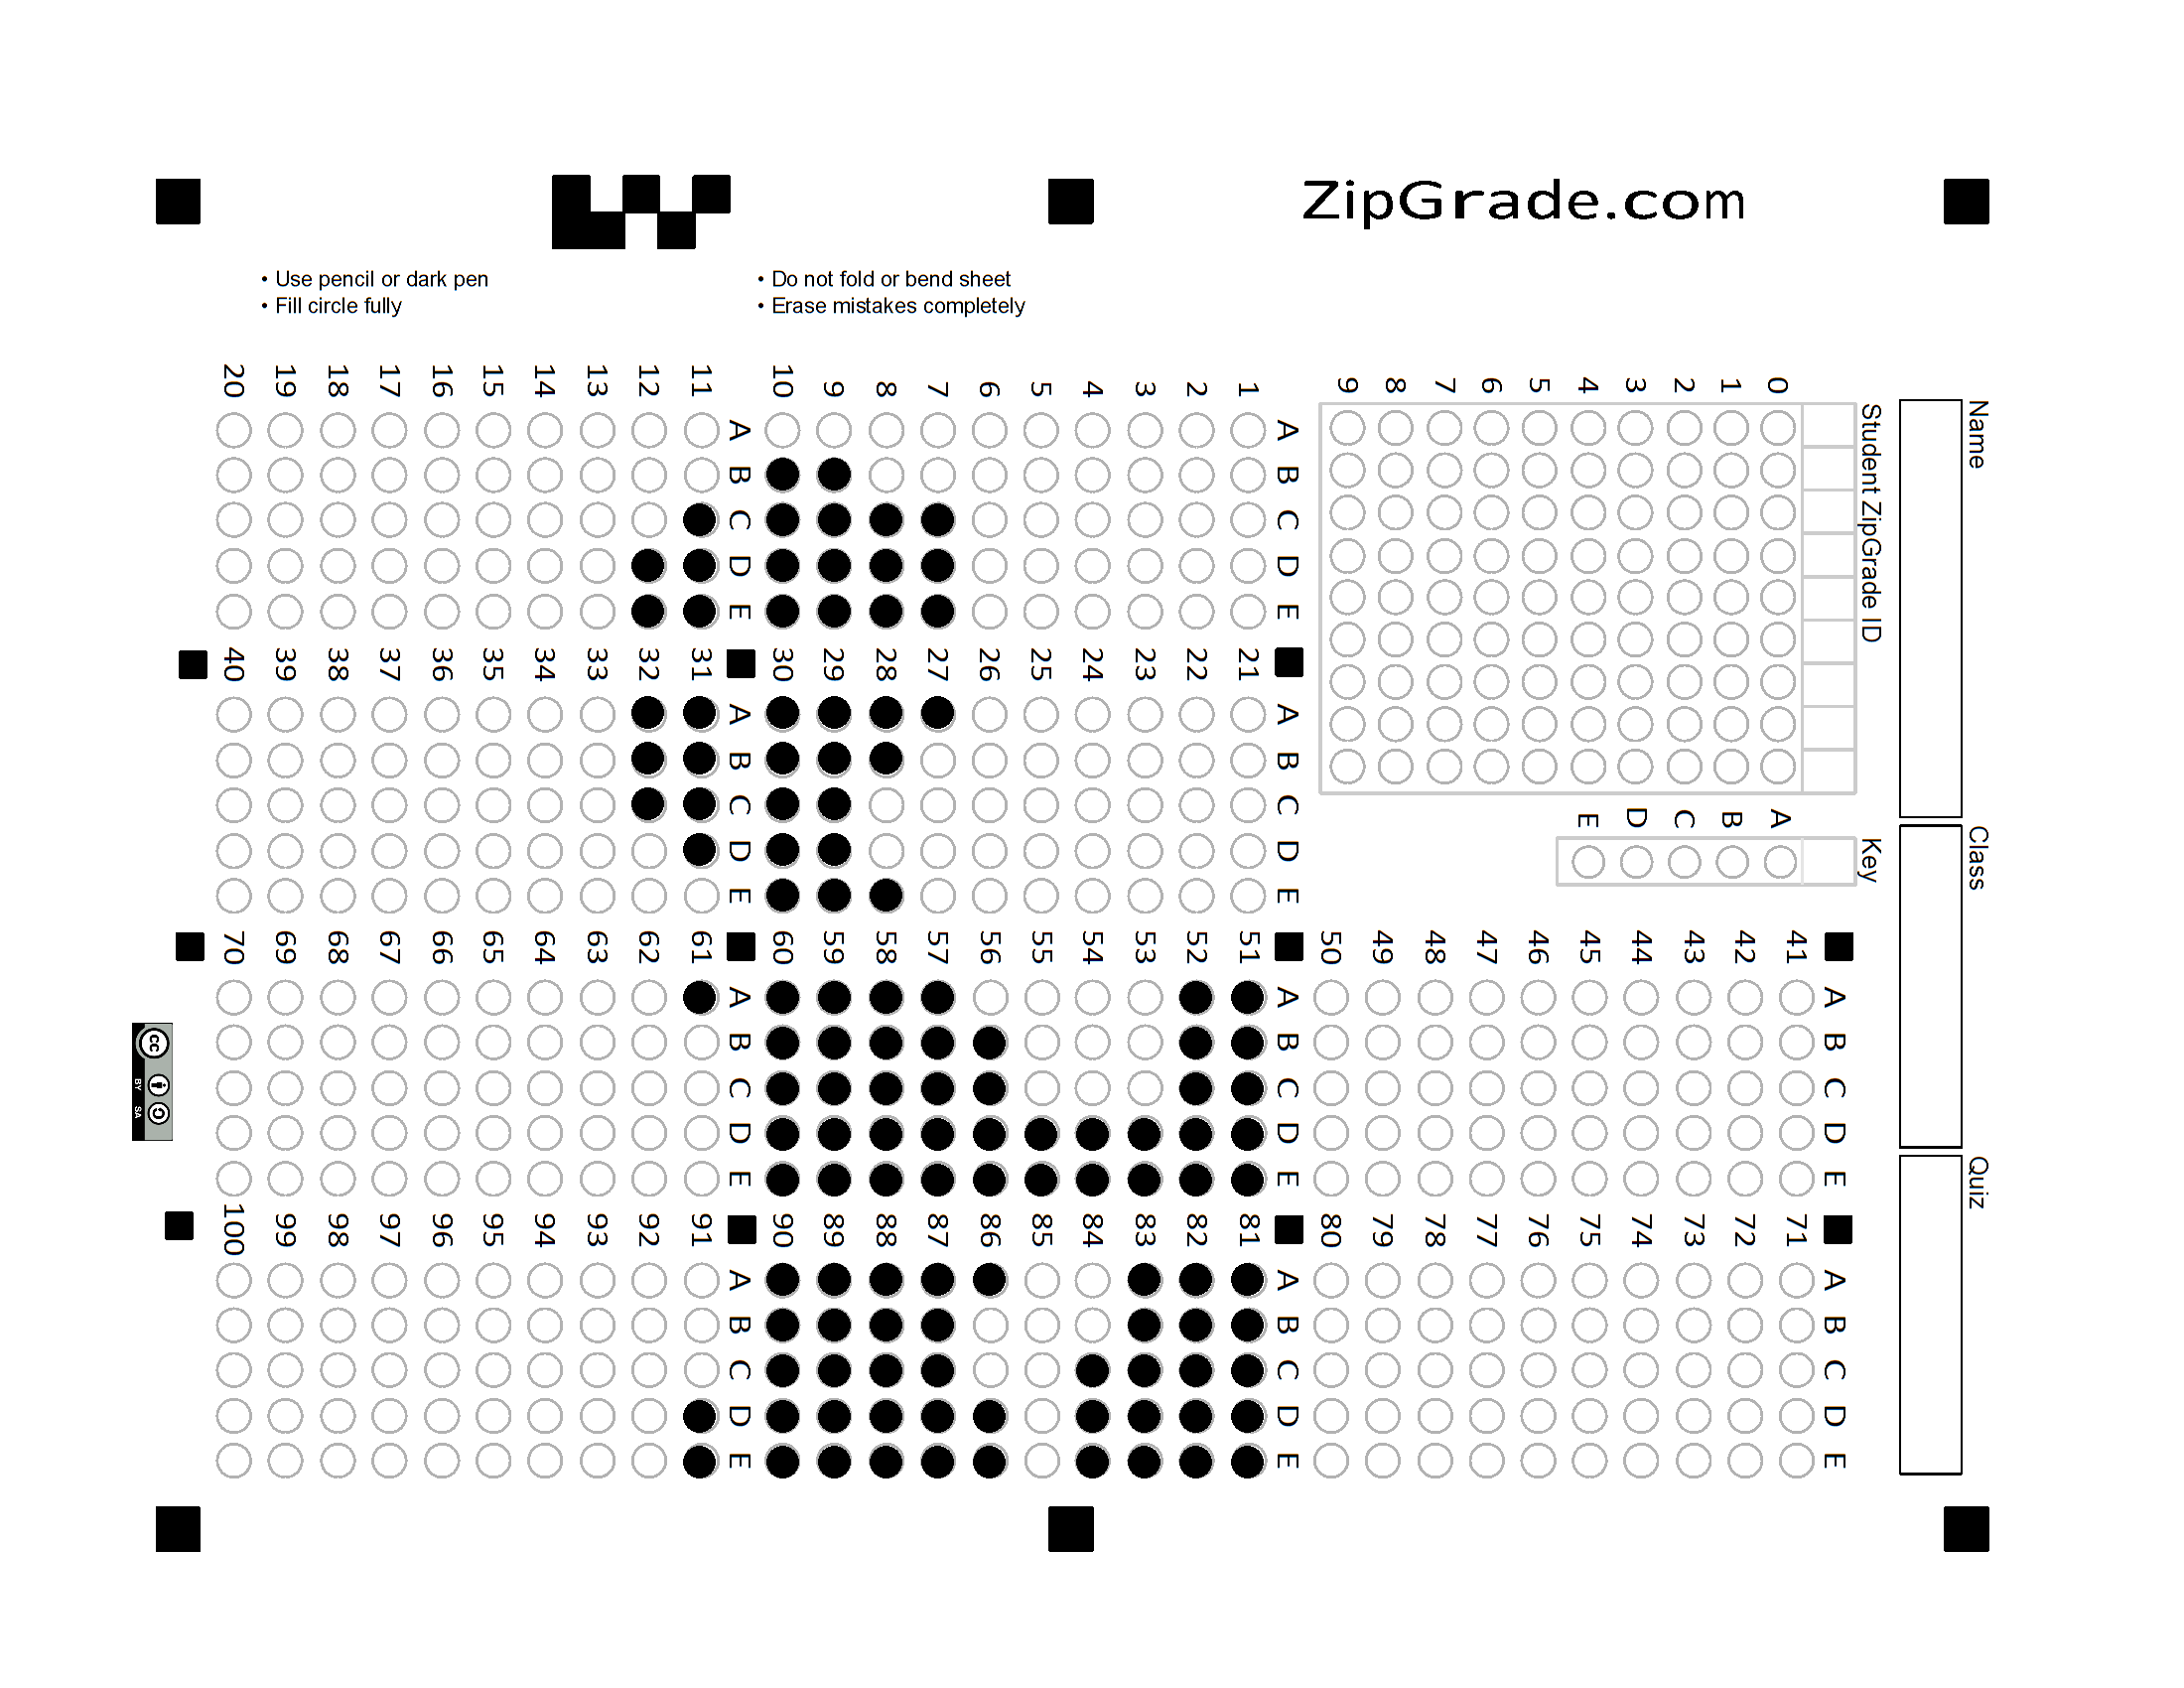 ZipGrade.com
• Use pencil or dark pen
• Fill circle fully
• Do not fold or bend sheet
• Erase mistakes completely
Name
Class
Quiz
Student ZipGrade ID
0 1 2 3 4 5 6 7 8 9
Key
A B C D E
1 2 3 4 5 6 7 8 9 10
A B C D E
11 12 13 14 15 16 17 18 19 20
A B C D E
21 22 23 24 25 26 27 28 29 30
A B C D E
31 32 33 34 35 36 37 38 39 40
A B C D E
41 42 43 44 45 46 47 48 49 50
A B C D E
51 52 53 54 55 56 57 58 59 60
A B C D E
61 62 63 64 65 66 67 68 69 70
A B C D E
71 72 73 74 75 76 77 78 79 80
A B C D E
81 82 83 84 85 86 87 88 89 90
A B C D E
91 92 93 94 95 96 97 98 99 100
A B C D E
cc
BY SA